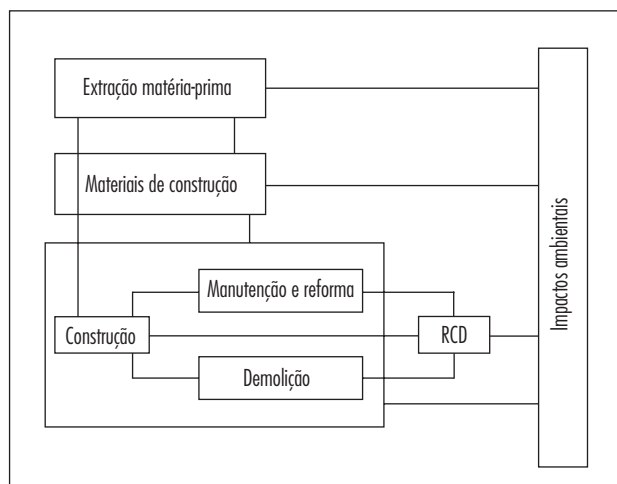 Extração matéria-prima
Materiais de construção
Manutenção e reforma
Construção
RCD
Demolição
Impactos ambientais